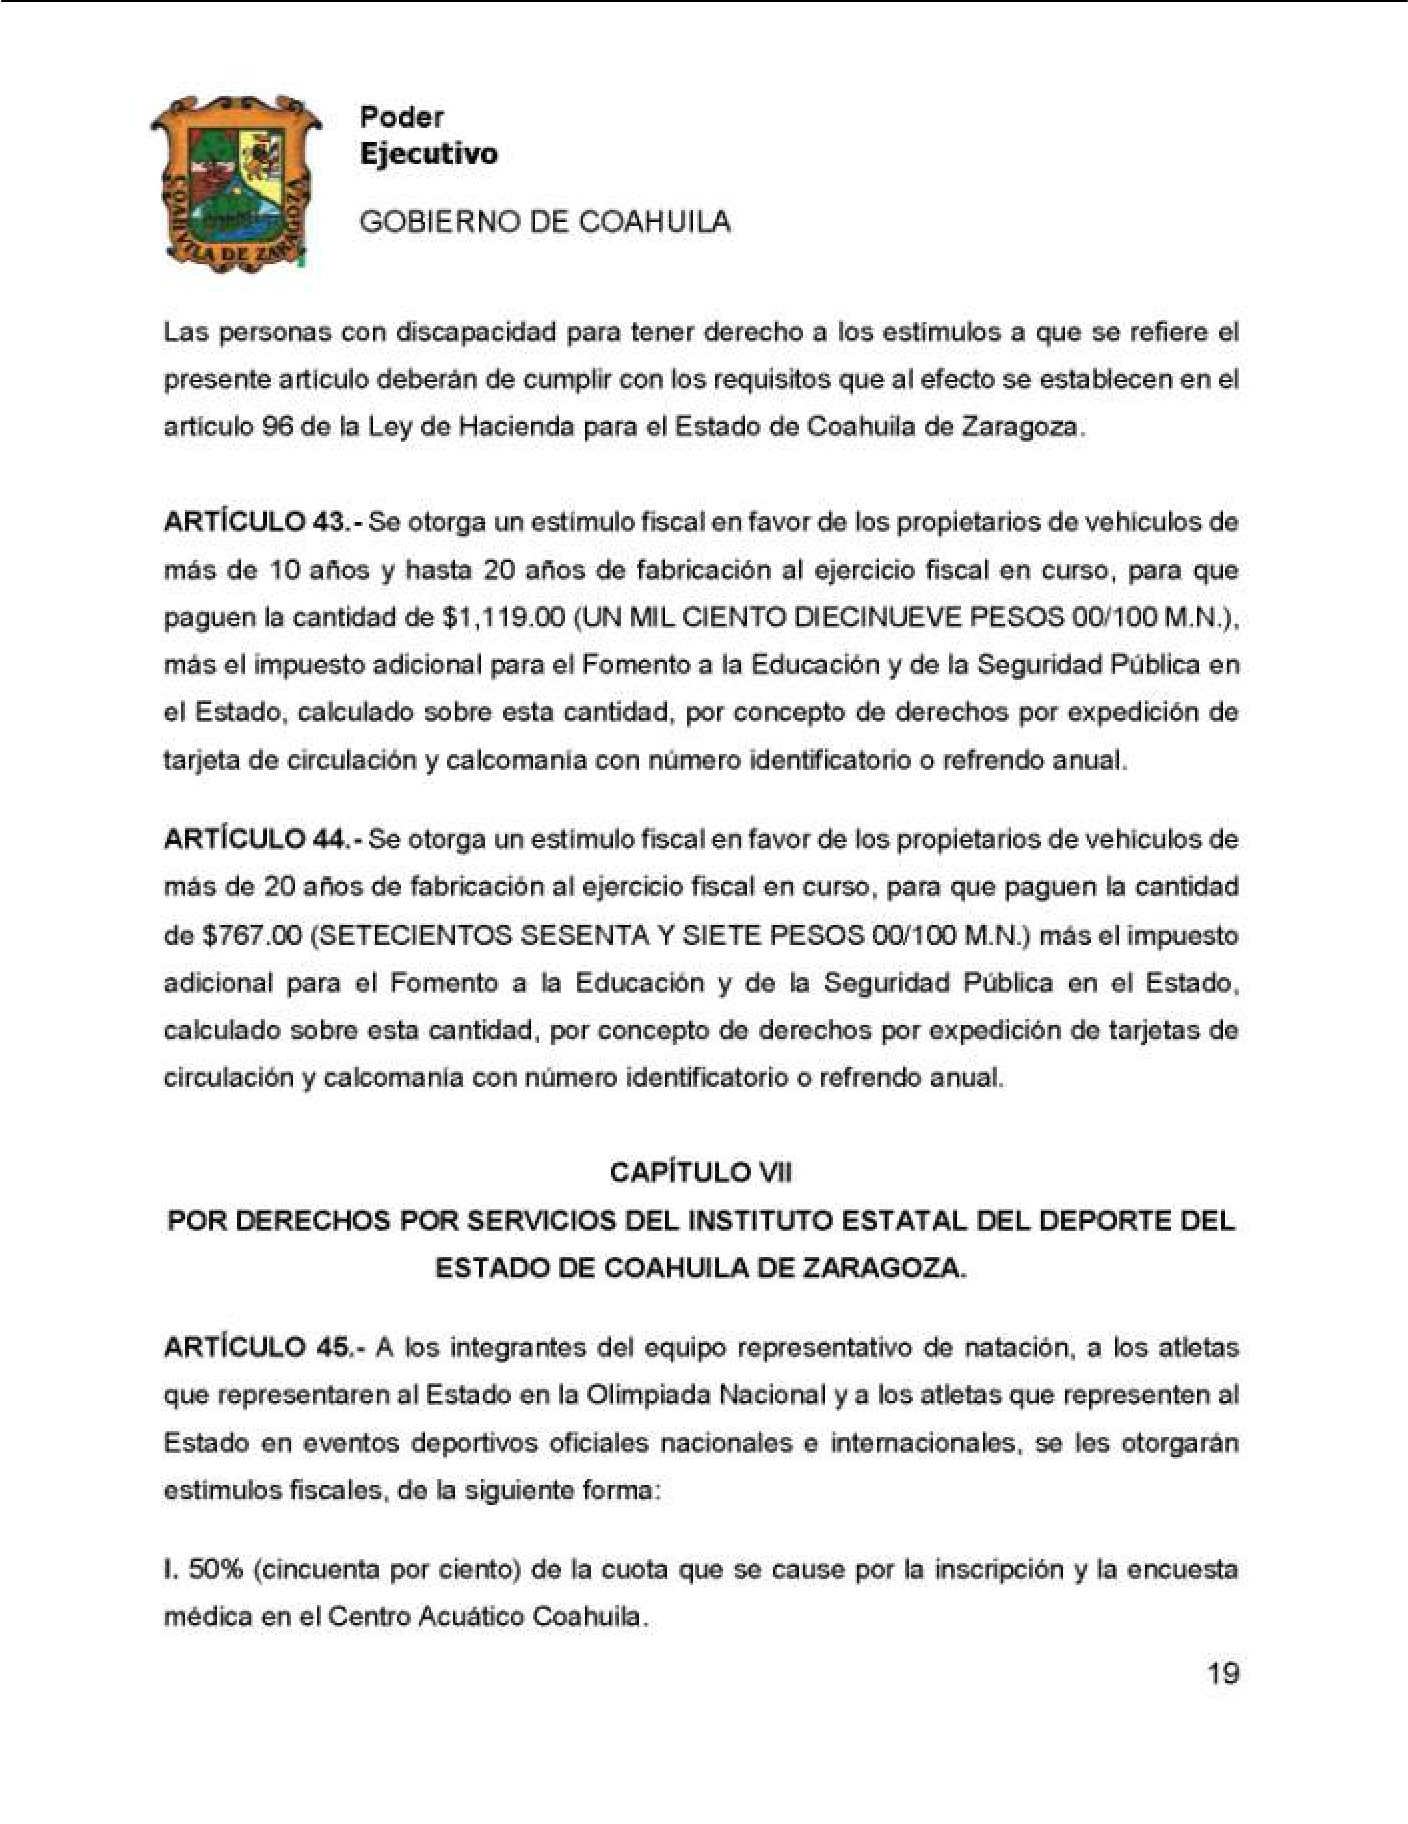 Poder
Ejecutivo
GOBIERNO DE COAHUILA
COAHVILA DE ZARAGOZA
Las personas con discapacidad para tener derecho a los estímulos a que se refiere el
presente artículo deberán de cumplir con los requisitos que al efecto se establecen en el
artículo 96 de la Ley de Hacienda para el Estado de Coahuila de Zaragoza.
ARTÍCULO 43.- Se otorga un estímulo fiscal en favor de los propietarios de vehículos de
más de 10 años y hasta 20 años de fabricación al ejercicio fiscal en curso, para que
paguen la cantidad de $1,119.00 (UN MIL CIENTO DIECINUEVE PESOS 00/100 M.N.),
más el impuesto adicional para el Fomento a la Educación y de la Seguridad Pública en
el Estado, calculado sobre esta cantidad, por concepto de derechos por expedición de
tarjeta de circulación y calcomanía con número identificatorio o refrendo anual.
ARTÍCULO 44.- Se otorga un estímulo fiscal en favor de los propietarios de vehículos de
más de 20 años de fabricación al ejercicio fiscal en curso, para que paguen la cantidad
de $767.00 (SETECIENTOS SESENTA Y SIETE PESOS 00/100 M.N.) más el impuesto
adicional para el Fomento a la Educación y de la Seguridad Pública en el Estado,
calculado sobre esta cantidad, por concepto de derechos por expedición de tarjetas de
circulación y calcomanía con número identificatorio o refrendo anual.
CAPÍTULO VII
POR DERECHOS POR SERVICIOS DEL INSTITUTO ESTATAL DEL DEPORTE DEL
ESTADO DE COAHUILA DE ZARAGOZA.
ARTÍCULO 45.- A los integrantes del equipo representativo de natación, a los atletas
que representaren al Estado en la Olimpiada Nacional y a los atletas que representen al
Estado en eventos deportivos oficiales nacionales e internacionales, se les otorgarán
estímulos fiscales, de la siguiente forma:
I. 50% (cincuenta por ciento) de la cuota que se cause por la inscripción y la encuesta
médica en el Centro Acuático Coahuila.
19